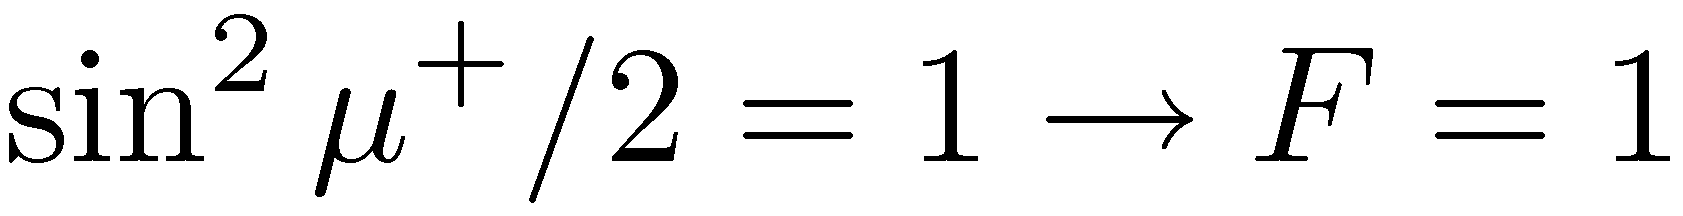 sin² μ⁺/2 = 1 → F = 1